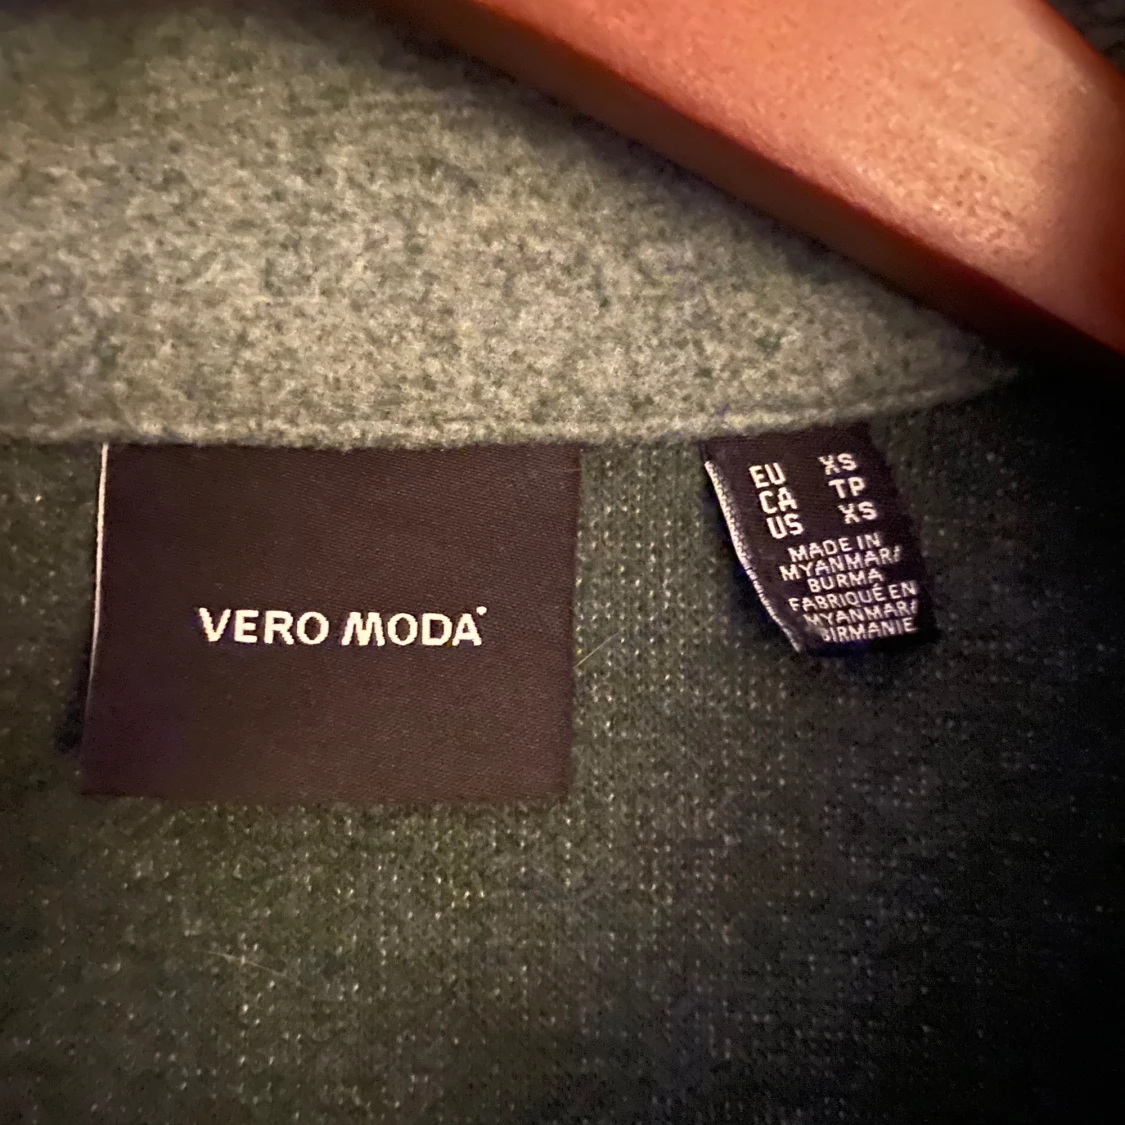 VERO MODA
EU XS
CA TP
US XS
MADE IN
MYANMAR/
BURMA
FABRIQUÉ EN
MYANMAR/
BIRMANIE